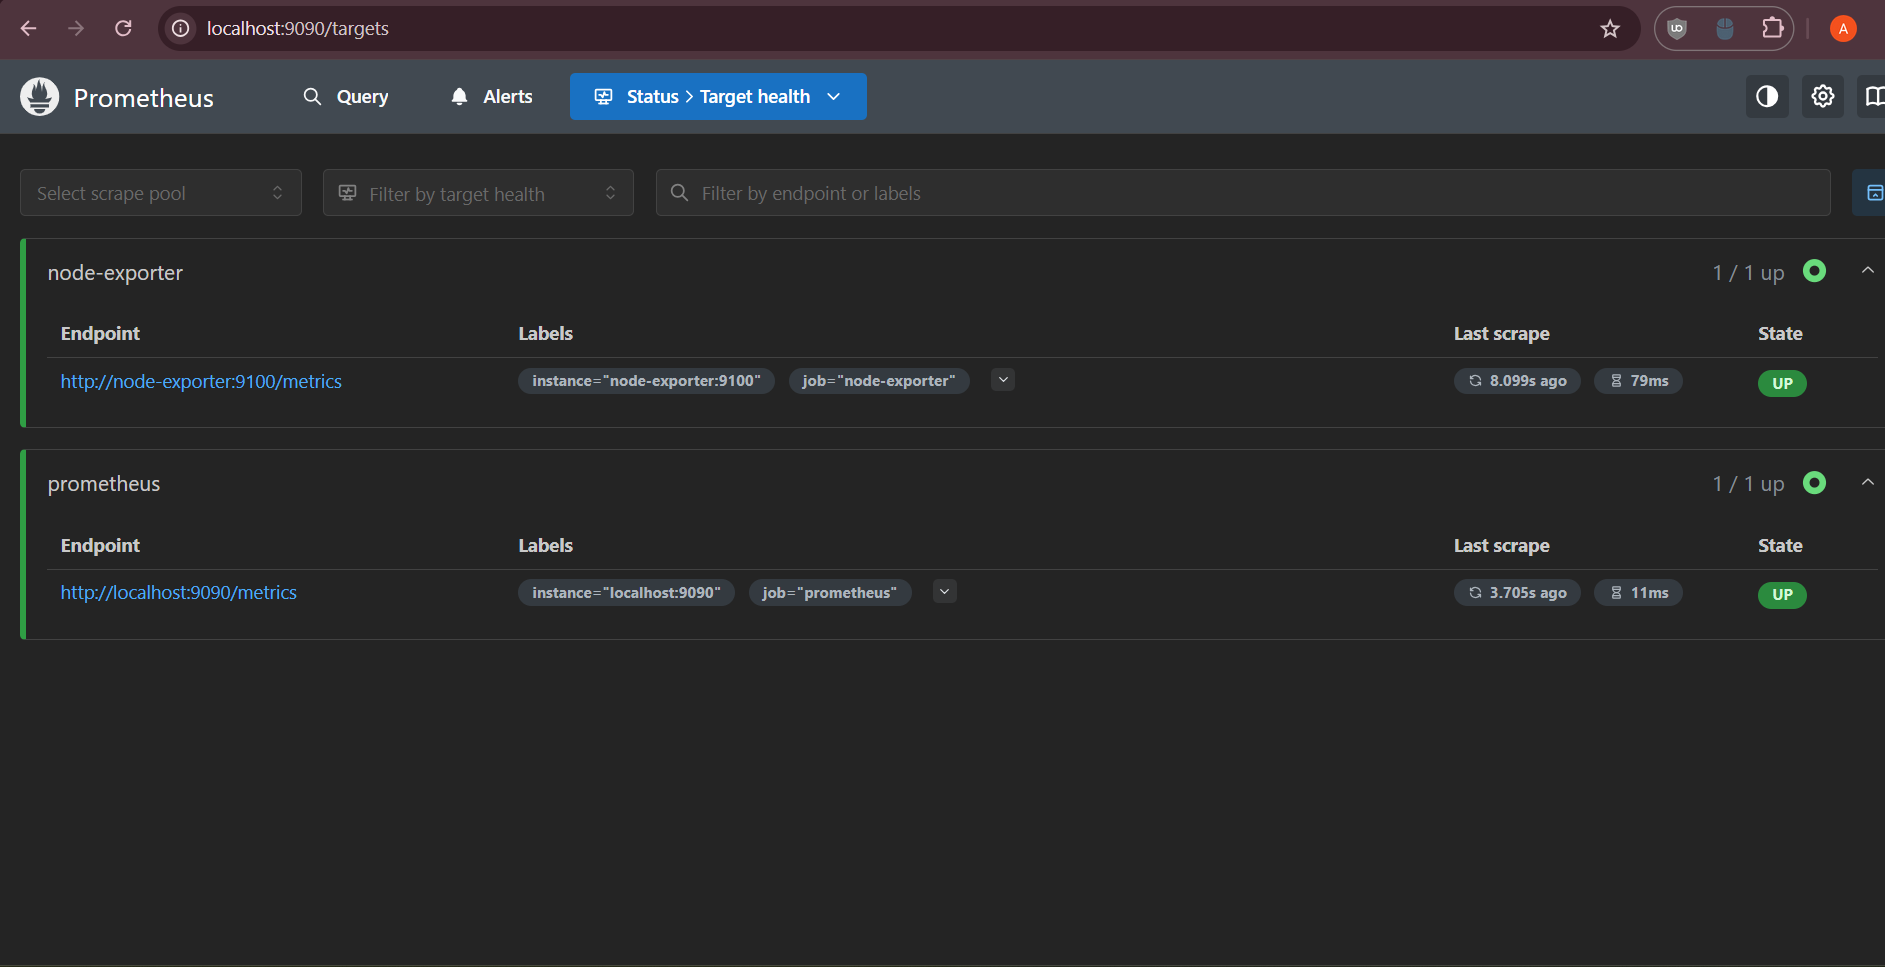 localhost:9090/targets
A
Prometheus Query Alerts Status > Target health
Select scrape pool Filter by target health Filter by endpoint or labels
node-exporter 1 / 1 up
Endpoint Labels Last scrape State
http://node-exporter:9100/metrics instance="node-exporter:9100" job="node-exporter" 8.099s ago 79ms UP
prometheus 1 / 1 up
Endpoint Labels Last scrape State
http://localhost:9090/metrics instance="localhost:9090" job="prometheus" 3.705s ago 11ms UP